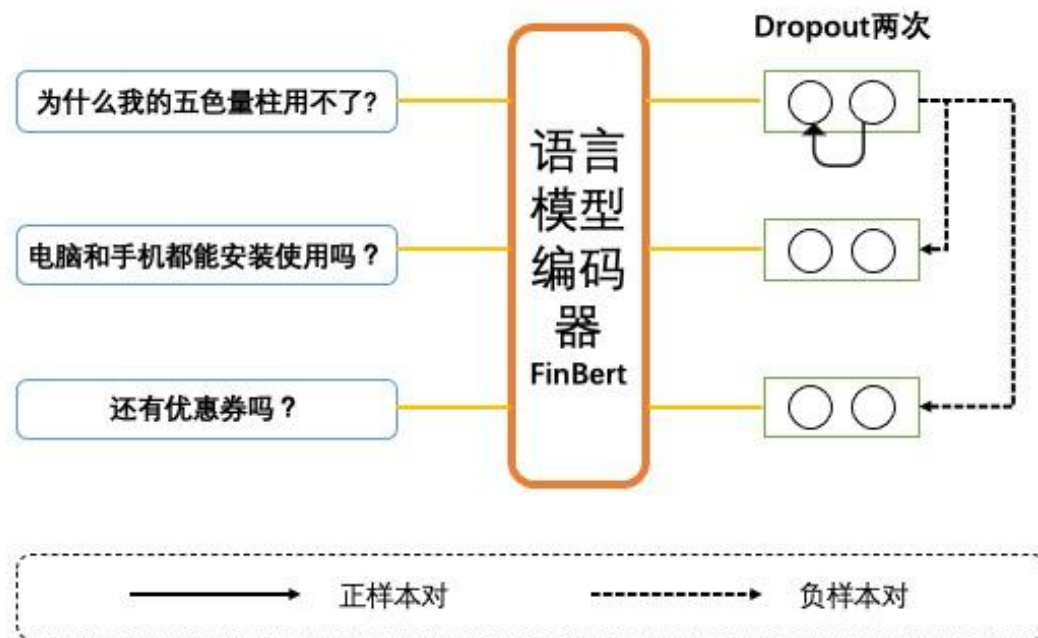 Dropout两次
为什么我的五色量柱用不了?
电脑和手机都能安装使用吗？
还有优惠券吗？
语言
模型
编码
器
FinBert
正样本对
负样本对